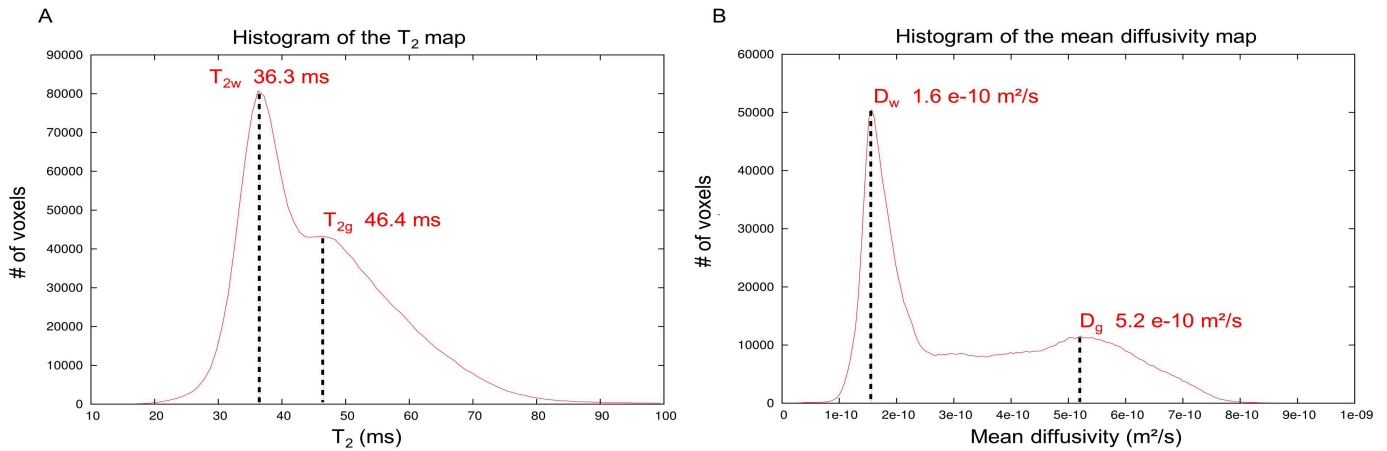 A
Histogram of the T₂ map
# of voxels
90000
80000
70000
60000
50000
40000
30000
20000
10000
0
T₂w 36.3 ms
T₂g 46.4 ms
10 20 30 40 50 60 70 80 90 100
T₂ (ms)
B
Histogram of the mean diffusivity map
# of voxels
60000
50000
40000
30000
20000
10000
0
D_w 1.6 e-10 m²/s
D_g 5.2 e-10 m²/s
0 1e-10 2e-10 3e-10 4e-10 5e-10 6e-10 7e-10 8e-10 9e-10 1e-09
Mean diffusivity (m²/s)